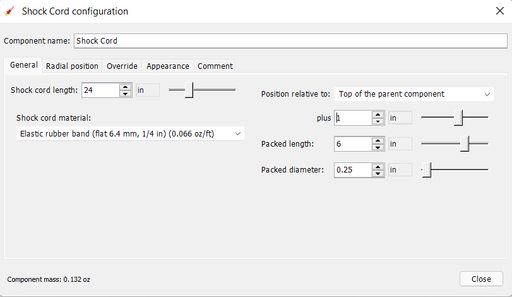 Shock Cord configuration
Component name: Shock Cord
General Radial position Override Appearance Comment
Shock cord length: 24 in
Position relative to: Top of the parent component
plus 1 in
Shock cord material:
Elastic rubber band (flat 6.4 mm, 1/4 in) (0.066 oz/ft)
Packed length: 6 in
Packed diameter: 0.25 in
Component mass: 0.132 oz
Close